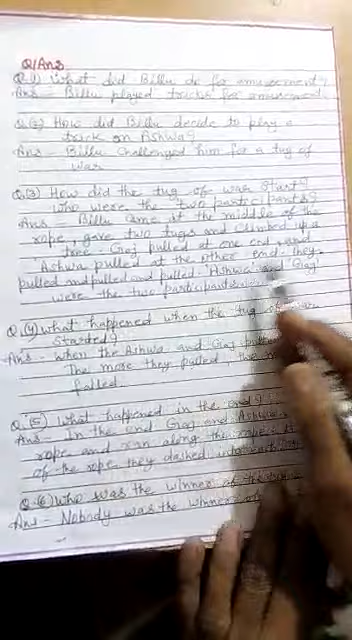 Q/Ans.
Q.(1) What did Billu do for amusement?
Ans - Billu played tricks for amusement.
Q.(2) How did Billu decide to play a
trick on Ashwa?
Ans - Billu challenged him for a tug of
war
Q.(3) How did the tug of war start?
Who were the two participants?
Ans - Billu came at the middle of the
rope, gave two tugs and climbed up a
tree. Gaj pulled at one end and
Ashwa pulled at the other end. They
pulled and pulled and pulled. Ashwa and Gaj
were the two participants
Q.(4) what happened when the tug of war
started?
Ans - When the Ashwa and Gaj pulled
The more they pulled, the
pulled.
Q.(5) What happened in the end?
Ans - In the end Gaj and Ashwa
rope and ran along the rope. At
of the rope they dashed into each
Q.(6) Who was the winner of the
Ans - Nobody was the winner of